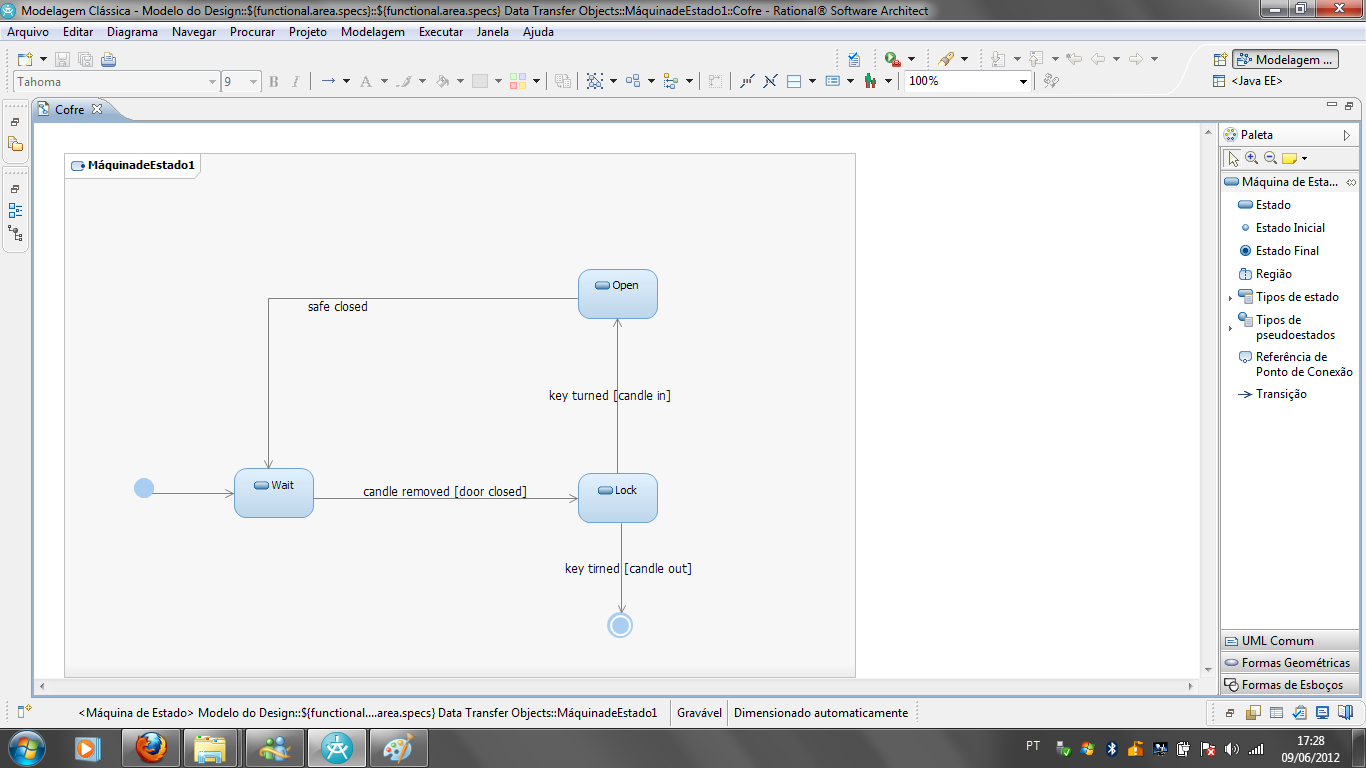 Modelagem Clássica - Modelo do Design::${functional.area.specs}::${functional.area.specs} Data Transfer Objects::MáquinadeEstado1::Cofre - Rational® Software Architect
Arquivo Editar Diagrama Navegar Procurar Projeto Modelagem Executar Janela Ajuda
Modelagem ...
Tahoma 9 B I A 100% <Java EE>
Cofre
Paleta
MáquinadeEstado1
Máquina de Esta...
Estado
Estado Inicial
Estado Final
Região
Tipos de estado
Tipos de
pseudoestados
Referência de
Ponto de Conexão
Transição
Open
safe closed
key turned [candle in]
Wait
candle removed [door closed]
Lock
key tirned [candle out]
UML Comum
Formas Geométricas
Formas de Esboços
<Máquina de Estado> Modelo do Design::${functional....area.specs} Data Transfer Objects::MáquinadeEstado1 Gravável Dimensionado automaticamente
PT
17:28
09/06/2012